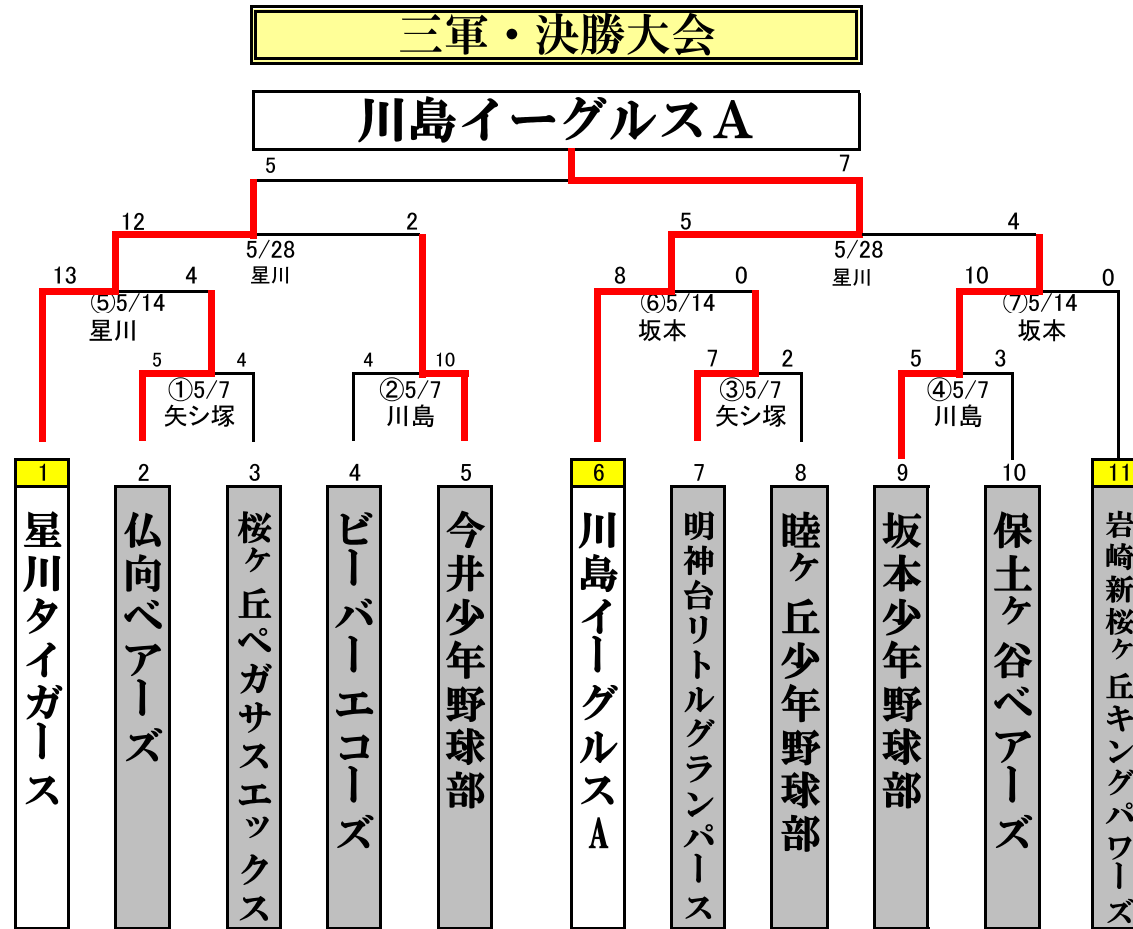 三軍・決勝大会
川島イーグルスA
5 7
12 2 5 4
5/28 5/28
星川 星川
13 4 8 0 10 0
⑤5/14 ⑥5/14 ⑦5/14
星川 坂本 坂本
5 4 4 10 7 2 5 3
①5/7 ②5/7 ③5/7 ④5/7
矢シ塚 川島 矢シ塚 川島
1 2 3 4 5 6 7 8 9 10 11
星川タイガース
仏向ベアーズ
桜ヶ丘ペガサスエックス
ビーバーエコーズ
今井少年野球部
川島イーグルスA
明神台リトルグランパース
睦ヶ丘少年野球部
坂本少年野球部
保土ヶ谷ベアーズ
岩崎新桜ヶ丘キングパワーズ